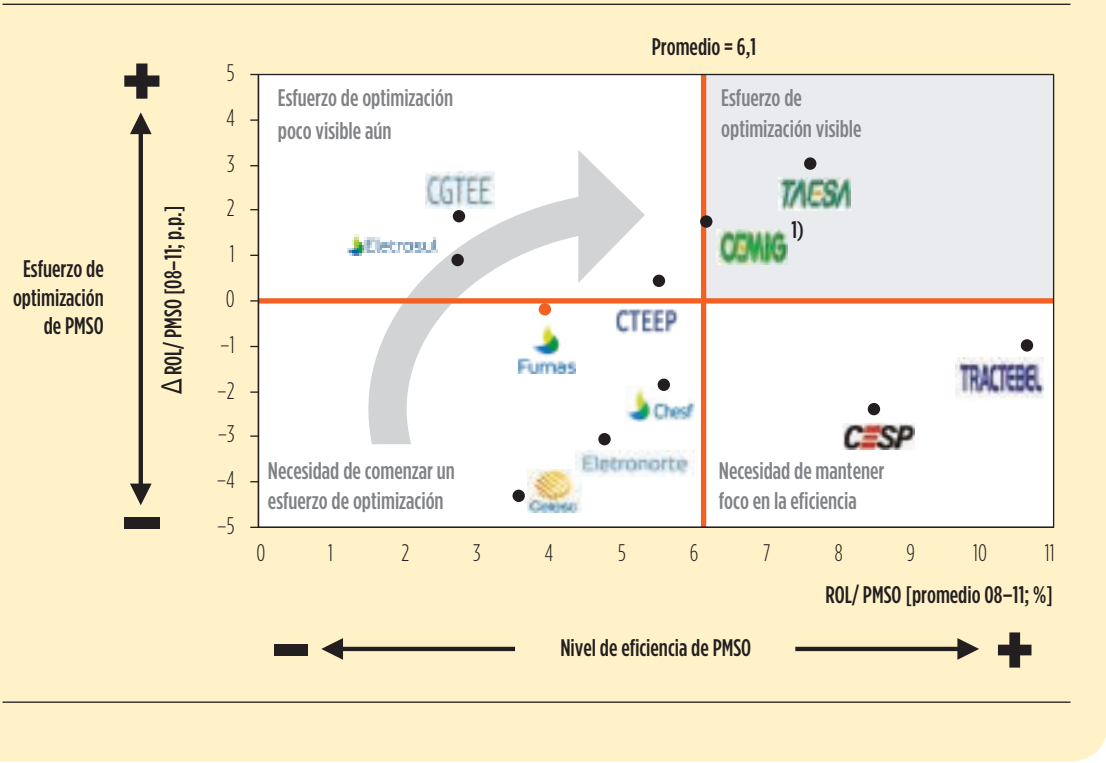 Promedio = 6,1
5
4
3
2
1
0
−1
−2
−3
−4
−5
Esfuerzo de
optimización
de PMSO
Δ ROL/ PMSO [08–11; p.p.]
Esfuerzo de optimización
poco visible aún
Esfuerzo de
optimización visible
CGTEE
Eletrosul
TAESA
CEMIG 1)
CTEEP
Furnas
Chesf
Eletronorte
Celesc
TRACTEBEL
CESP
Necesidad de comenzar un
esfuerzo de optimización
Necesidad de mantener
foco en la eficiencia
0 1 2 3 4 5 6 7 8 9 10 11
ROL/ PMSO [promedio 08–11; %]
Nivel de eficiencia de PMSO